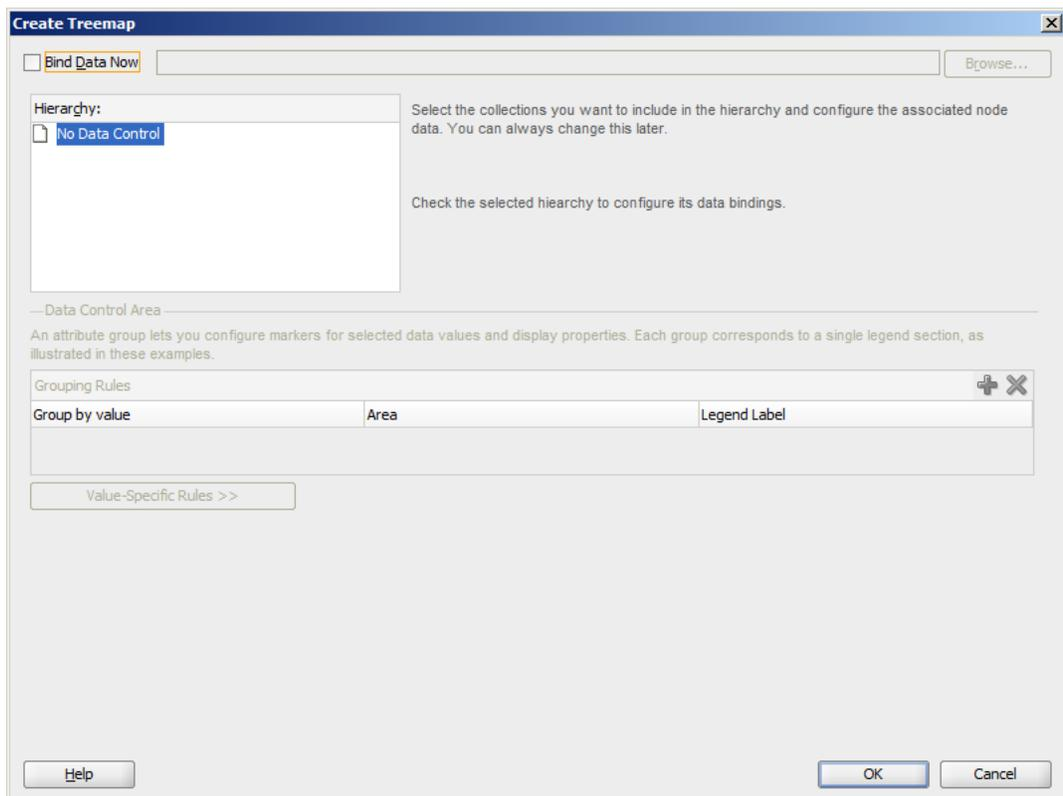 Create Treemap
Bind Data Now
Browse...
Hierarchy:
No Data Control
Select the collections you want to include in the hierarchy and configure the associated node
data. You can always change this later.
Check the selected hiearchy to configure its data bindings.
Data Control Area
An attribute group lets you configure markers for selected data values and display properties. Each group corresponds to a single legend section, as
illustrated in these examples.
Grouping Rules
Group by value Area Legend Label
Value-Specific Rules >>
Help OK Cancel